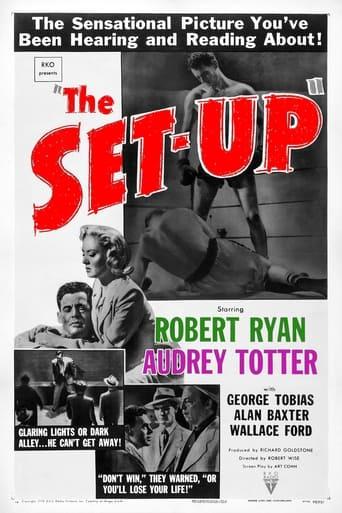 The Sensational Picture You've
Been Hearing and Reading About!
RKO
presents
"The
SET-UP"
Starring
ROBERT RYAN
AUDREY TOTTER
with
GEORGE TOBIAS
ALAN BAXTER
WALLACE FORD
Produced by RICHARD GOLDSTONE
Directed by ROBERT WISE
Screen Play by ART COHN
GLARING LIGHTS OR DARK
ALLEY...HE CAN'T GET AWAY!
"DON'T WIN," THEY WARNED, "OR
YOU'LL LOSE YOUR LIFE!"
RKO
RADIO